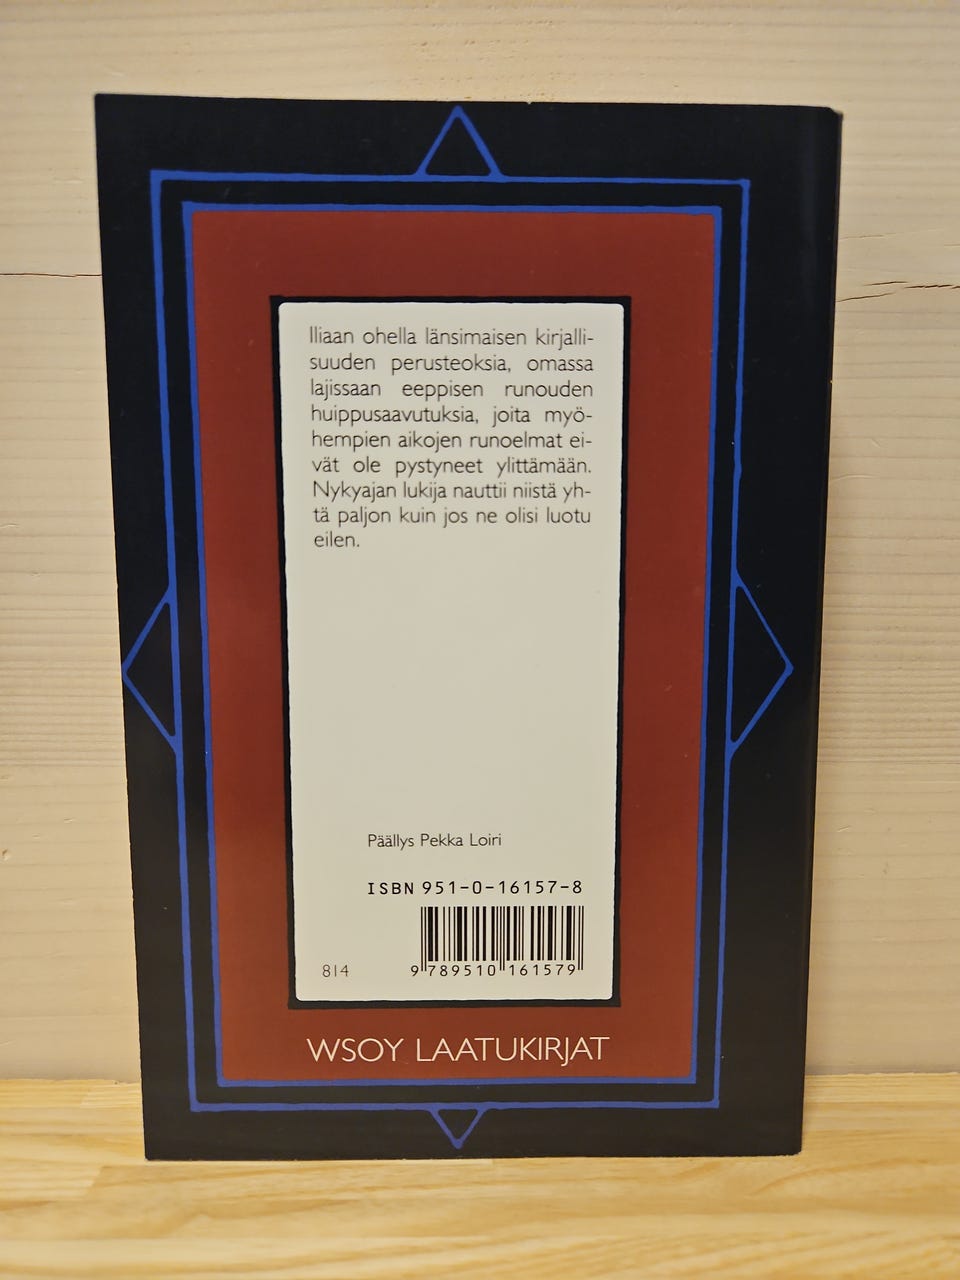 Iliaan ohella länsimaisen kirjalli-
suuden perusteoksia, omassa
lajissaan eeppisen runouden
huippusaavutuksia, joita myö-
hempien aikojen runoelmat ei-
vät ole pystyneet ylittämään.
Nykyajan lukija nauttii niistä yh-
tä paljon kuin jos ne olisi luotu
eilen.
Päällys Pekka Loiri
ISBN 951-0-16157-8
814
9 789510 161579
WSOY LAATUKIRJAT